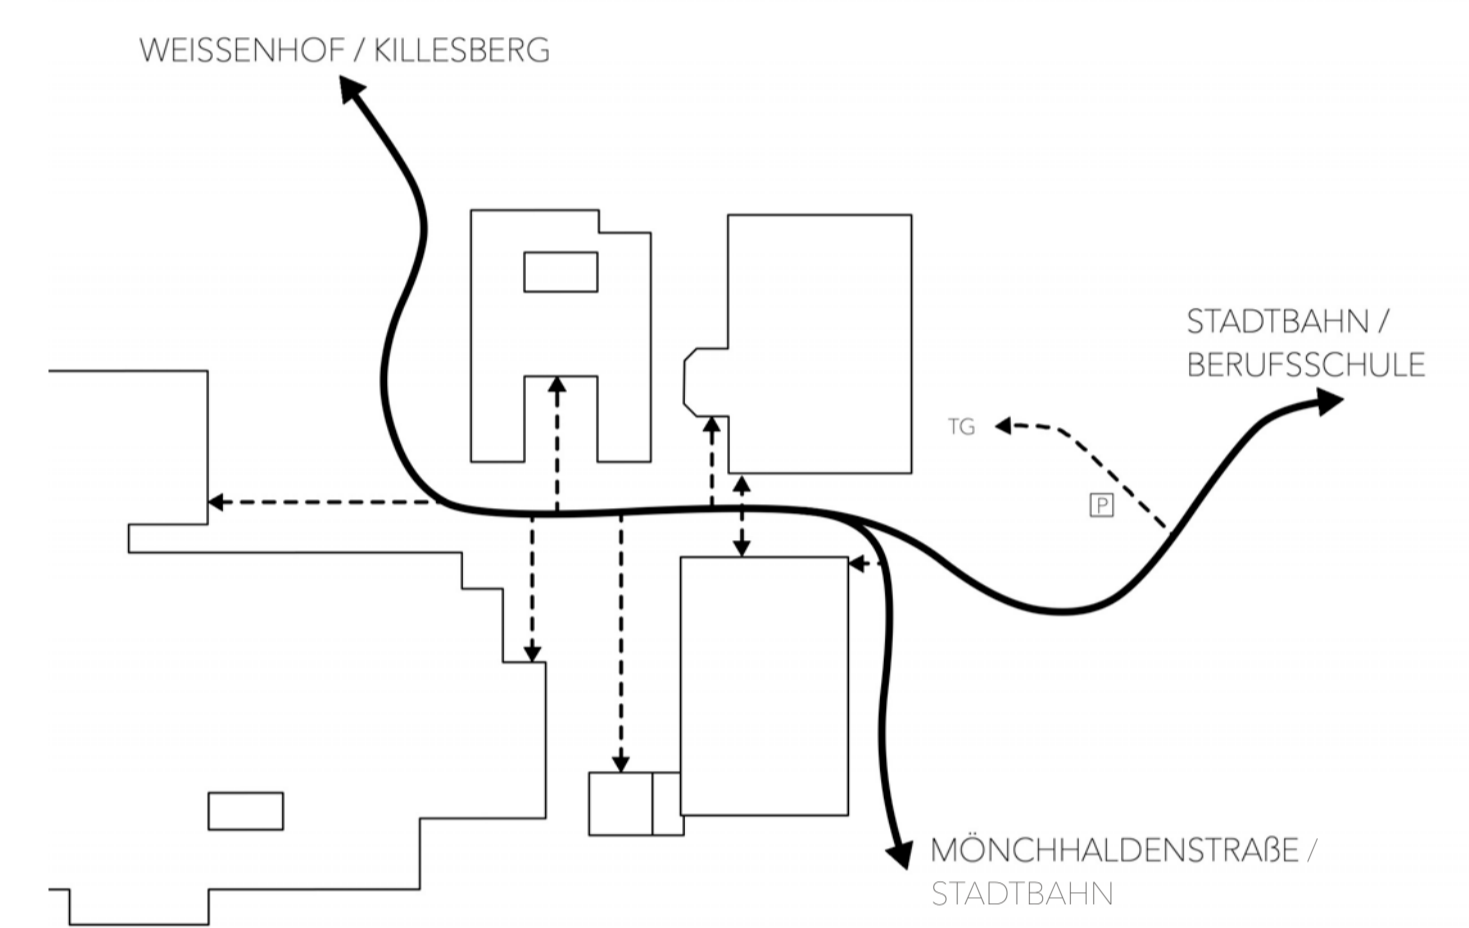 WEISSENHOF / KILLESBERG
STADTBAHN /
BERUFSSCHULE
TG
P
MÖNCHHALDENSTRAßE /
STADTBAHN